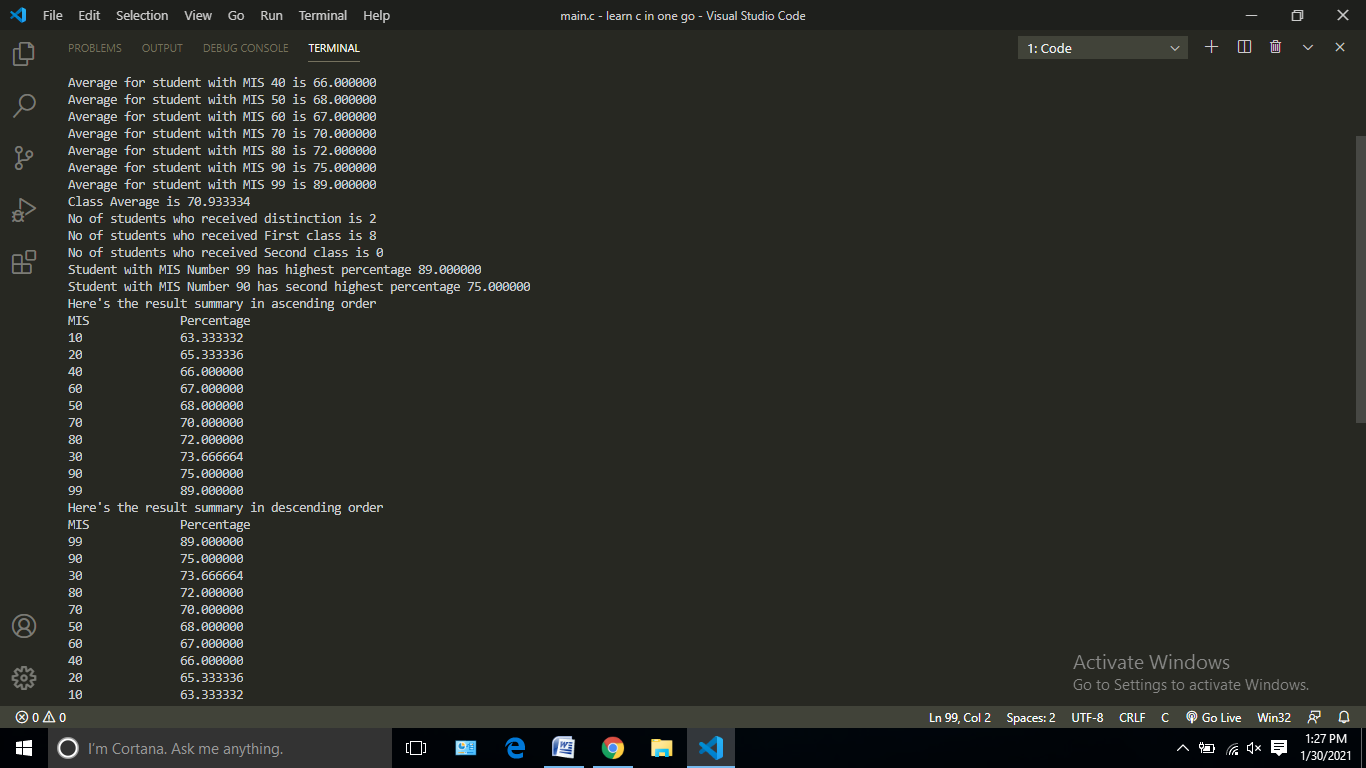 File Edit Selection View Go Run Terminal Help main.c - learn c in one go - Visual Studio Code
PROBLEMS OUTPUT DEBUG CONSOLE TERMINAL 1: Code
Average for student with MIS 40 is 66.000000
Average for student with MIS 50 is 68.000000
Average for student with MIS 60 is 67.000000
Average for student with MIS 70 is 70.000000
Average for student with MIS 80 is 72.000000
Average for student with MIS 90 is 75.000000
Average for student with MIS 99 is 89.000000
Class Average is 70.933334
No of students who received distinction is 2
No of students who received First class is 8
No of students who received Second class is 0
Student with MIS Number 99 has highest percentage 89.000000
Student with MIS Number 90 has second highest percentage 75.000000
Here's the result summary in ascending order
MIS Percentage
10 63.333332
20 65.333336
40 66.000000
60 67.000000
50 68.000000
70 70.000000
80 72.000000
30 73.666664
90 75.000000
99 89.000000
Here's the result summary in descending order
MIS Percentage
99 89.000000
90 75.000000
30 73.666664
80 72.000000
70 70.000000
50 68.000000
60 67.000000
40 66.000000
20 65.333336
10 63.333332
Activate Windows
Go to Settings to activate Windows.
0 0 Ln 99, Col 2 Spaces: 2 UTF-8 CRLF C Go Live Win32
I'm Cortana. Ask me anything.
1:27 PM
1/30/2021